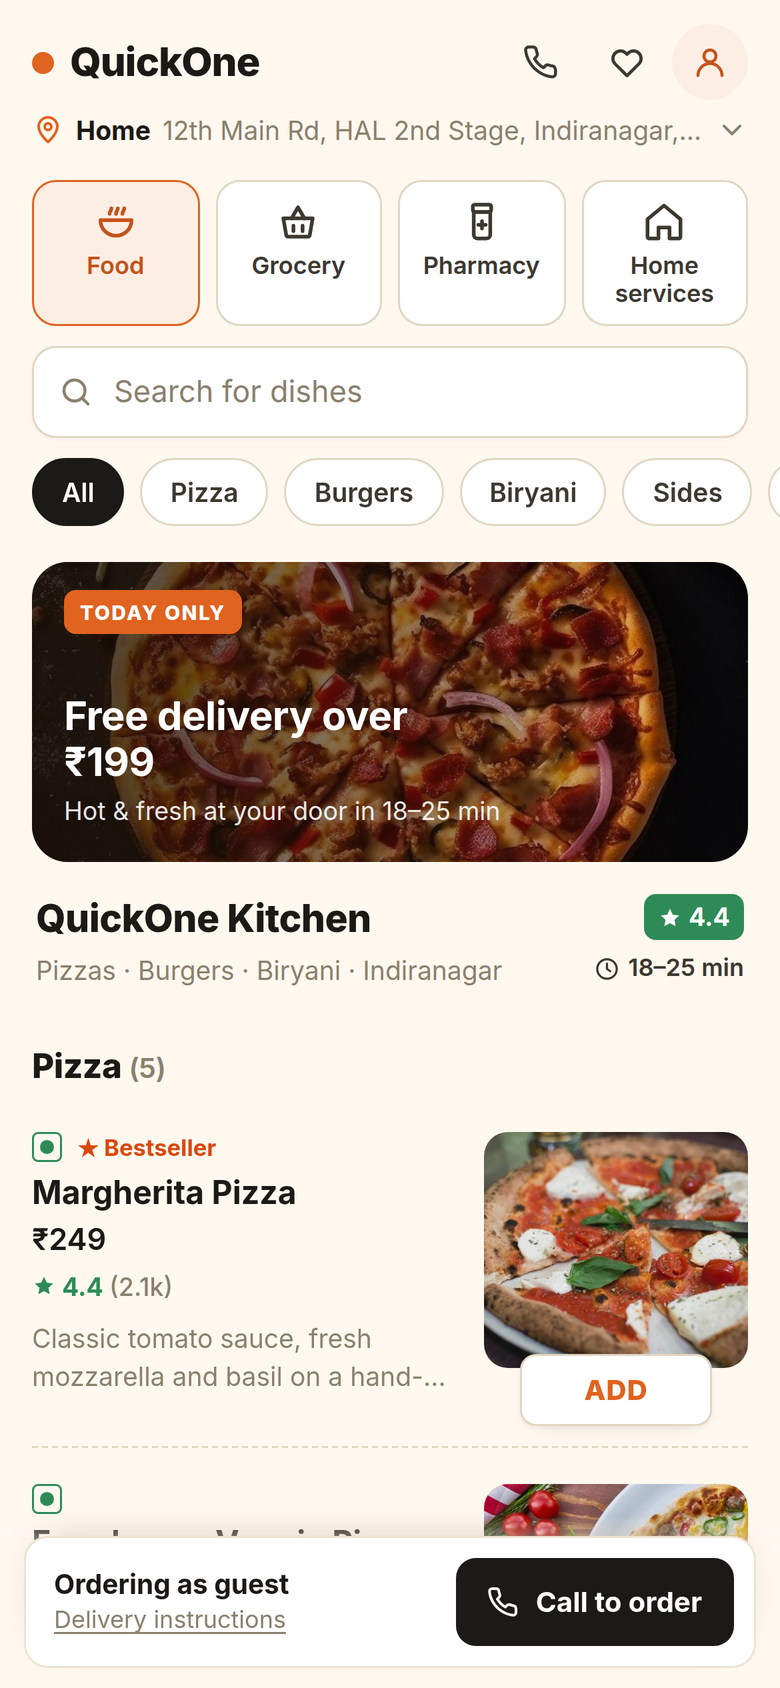 QuickOne
Home 12th Main Rd, HAL 2nd Stage, Indiranagar,...
Food
Grocery
Pharmacy
Home
services
Search for dishes
All
Pizza
Burgers
Biryani
Sides
TODAY ONLY
Free delivery over
₹199
Hot & fresh at your door in 18–25 min
QuickOne Kitchen
★ 4.4
Pizzas · Burgers · Biryani · Indiranagar
18–25 min
Pizza (5)
★ Bestseller
Margherita Pizza
₹249
★ 4.4 (2.1k)
Classic tomato sauce, fresh
mozzarella and basil on a hand-...
ADD
Ordering as guest
Delivery instructions
Call to order